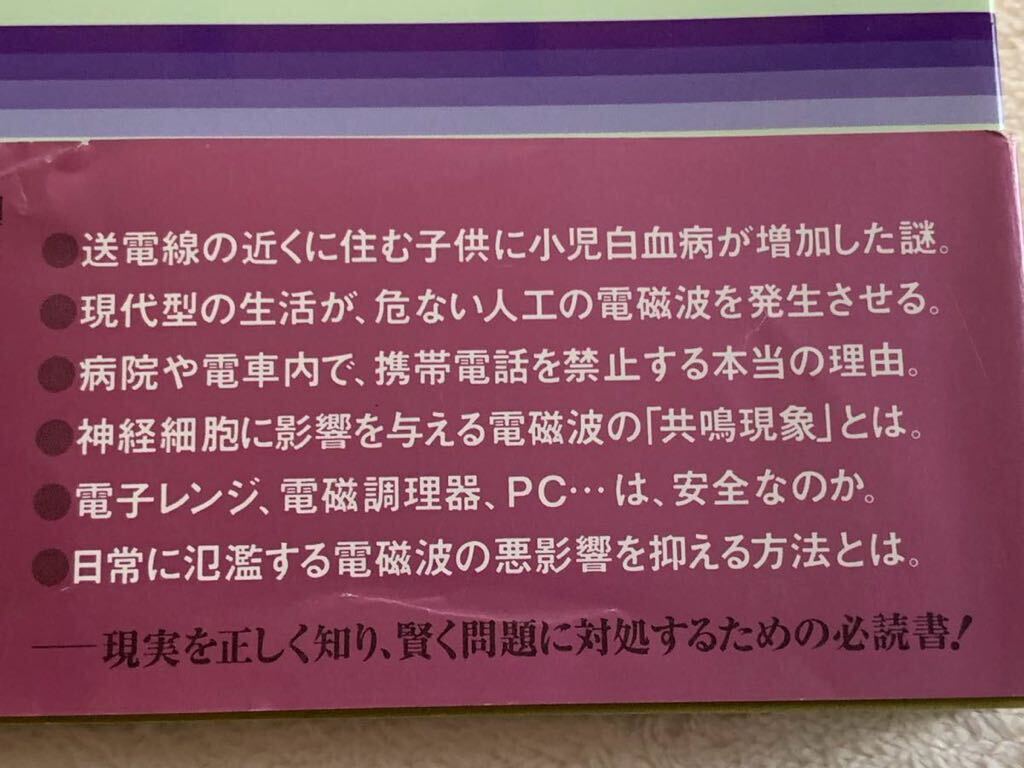 ●送電線の近くに住む子供に小児白血病が増加した謎。
●現代型の生活が、危ない人工の電磁波を発生させる。
●病院や電車内で、携帯電話を禁止する本当の理由。
●神経細胞に影響を与える電磁波の「共鳴現象」とは。
●電子レンジ、電磁調理器、PC…は、安全なのか。
●日常に氾濫する電磁波の悪影響を抑える方法とは。
──現実を正しく知り、賢く問題に対処するための必読書!